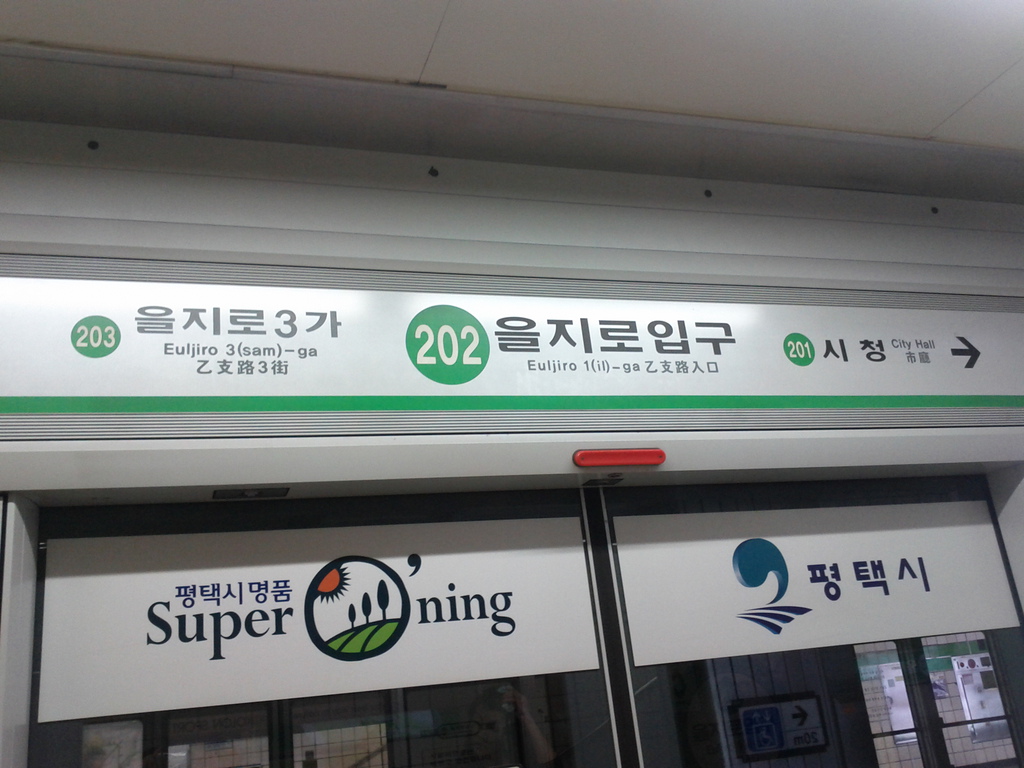 203 을지로3가
Euljiro 3(sam)-ga
乙支路3街
202 을지로입구
Euljiro 1(il)-ga 乙支路入口
201 시청 City Hall
市廳
평택시명품
Super O'ning
평택시
20m